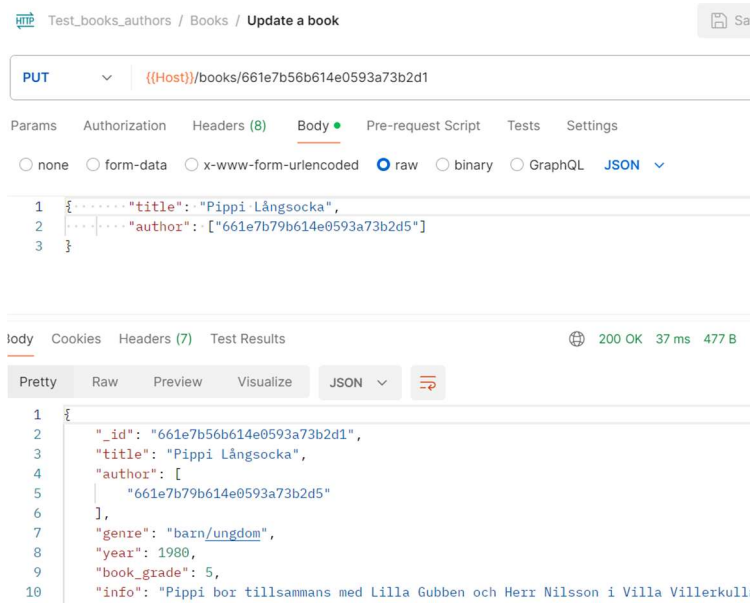 HTTP Test_books_authors / Books / Update a book
PUT {{Host}}/books/661e7b56b614e0593a73b2d1
Params Authorization Headers (8) Body Pre-request Script Tests Settings
none form-data x-www-form-urlencoded raw binary GraphQL JSON
1 { "title": "Pippi Långsocka",
2 "author": ["661e7b79b614e0593a73b2d5"]
3 }
Body Cookies Headers (7) Test Results 200 OK 37 ms 477 B
Pretty Raw Preview Visualize JSON
1 {
2 "_id": "661e7b56b614e0593a73b2d1",
3 "title": "Pippi Långsocka",
4 "author": [
5 "661e7b79b614e0593a73b2d5"
6 ],
7 "genre": "barn/ungdom",
8 "year": 1980,
9 "book_grade": 5,
10 "info": "Pippi bor tillsammans med Lilla Gubben och Herr Nilsson i Villa Villerkull